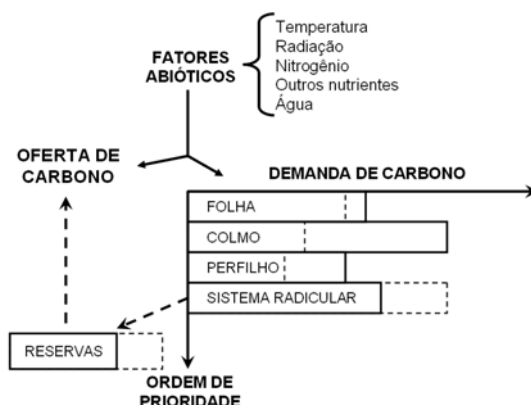 Temperatura
Radiação
Nitrogênio
Outros nutrientes
Água
FATORES
ABIÓTICOS
OFERTA DE
CARBONO
DEMANDA DE CARBONO
FOLHA
COLMO
PERFILHO
SISTEMA RADICULAR
RESERVAS
ORDEM DE
PRIORIDADE